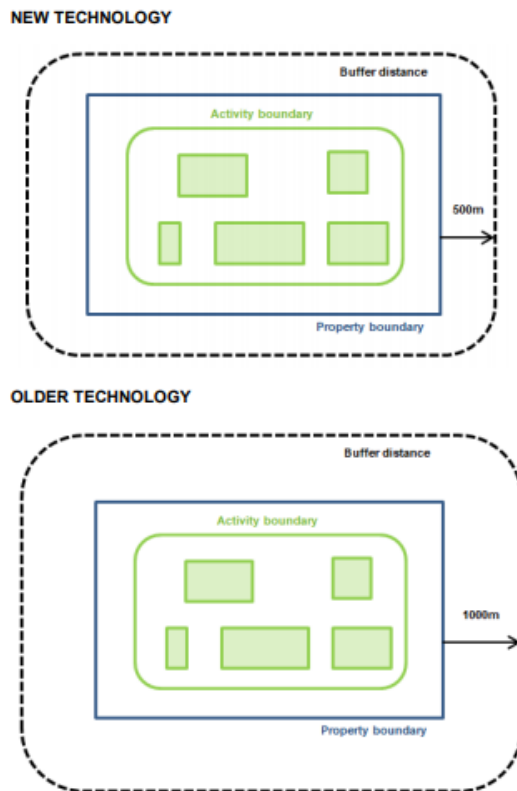 NEW TECHNOLOGY
Buffer distance
Activity boundary
500m
Property boundary
OLDER TECHNOLOGY
Buffer distance
Activity boundary
1000m
Property boundary